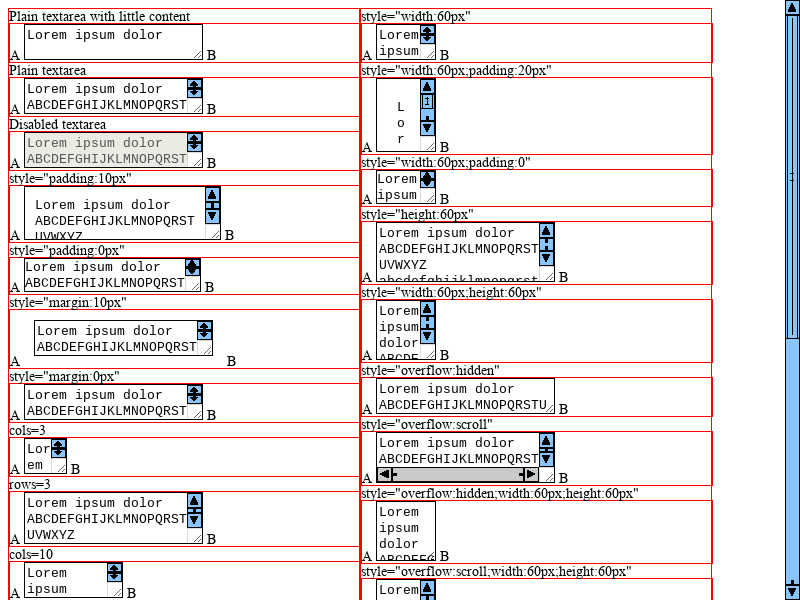 Plain textarea with little content
Lorem ipsum dolor
A B
Plain textarea
Lorem ipsum dolor
ABCDEFGHIJKLMNOPQRST
A B
Disabled textarea
Lorem ipsum dolor
ABCDEFGHIJKLMNOPQRST
A B
style="padding:10px"
Lorem ipsum dolor
ABCDEFGHIJKLMNOPQRST
UVWXYZ
A B
style="padding:0px"
Lorem ipsum dolor
ABCDEFGHIJKLMNOPQRST
A B
style="margin:10px"
Lorem ipsum dolor
ABCDEFGHIJKLMNOPQRST
A B
style="margin:0px"
Lorem ipsum dolor
ABCDEFGHIJKLMNOPQRST
A B
cols=3
Lor
em
A B
rows=3
Lorem ipsum dolor
ABCDEFGHIJKLMNOPQRST
UVWXYZ
A B
cols=10
Lorem
ipsum
A B
style="width:60px"
Lorem
ipsum
A B
style="width:60px;padding:20px"
L
o
r
A B
style="width:60px;padding:0"
Lorem
ipsum
A B
style="height:60px"
Lorem ipsum dolor
ABCDEFGHIJKLMNOPQRST
UVWXYZ
abcdefghijklmnopqrst
A B
style="width:60px;height:60px"
Lorem
ipsum
dolor
ABCDE
A B
style="overflow:hidden"
Lorem ipsum dolor
ABCDEFGHIJKLMNOPQRSTU
A B
style="overflow:scroll"
Lorem ipsum dolor
ABCDEFGHIJKLMNOPQRST
A B
style="overflow:hidden;width:60px;height:60px"
Lorem
ipsum
dolor
ABCDEFG
A B
style="overflow:scroll;width:60px;height:60px"
Lorem